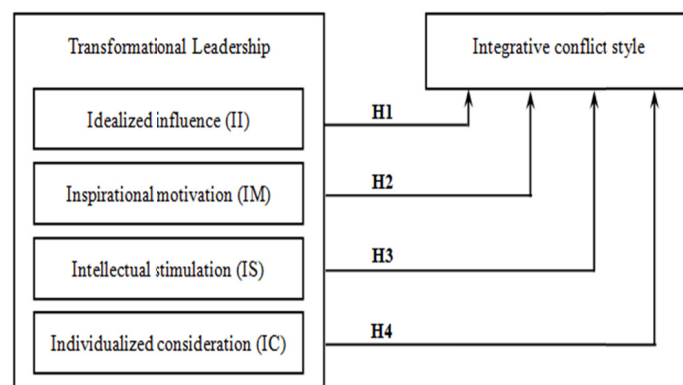 Transformational Leadership
Integrative conflict style
Idealized influence (II)
H1
Inspirational motivation (IM)
H2
Intellectual stimulation (IS)
H3
Individualized consideration (IC)
H4